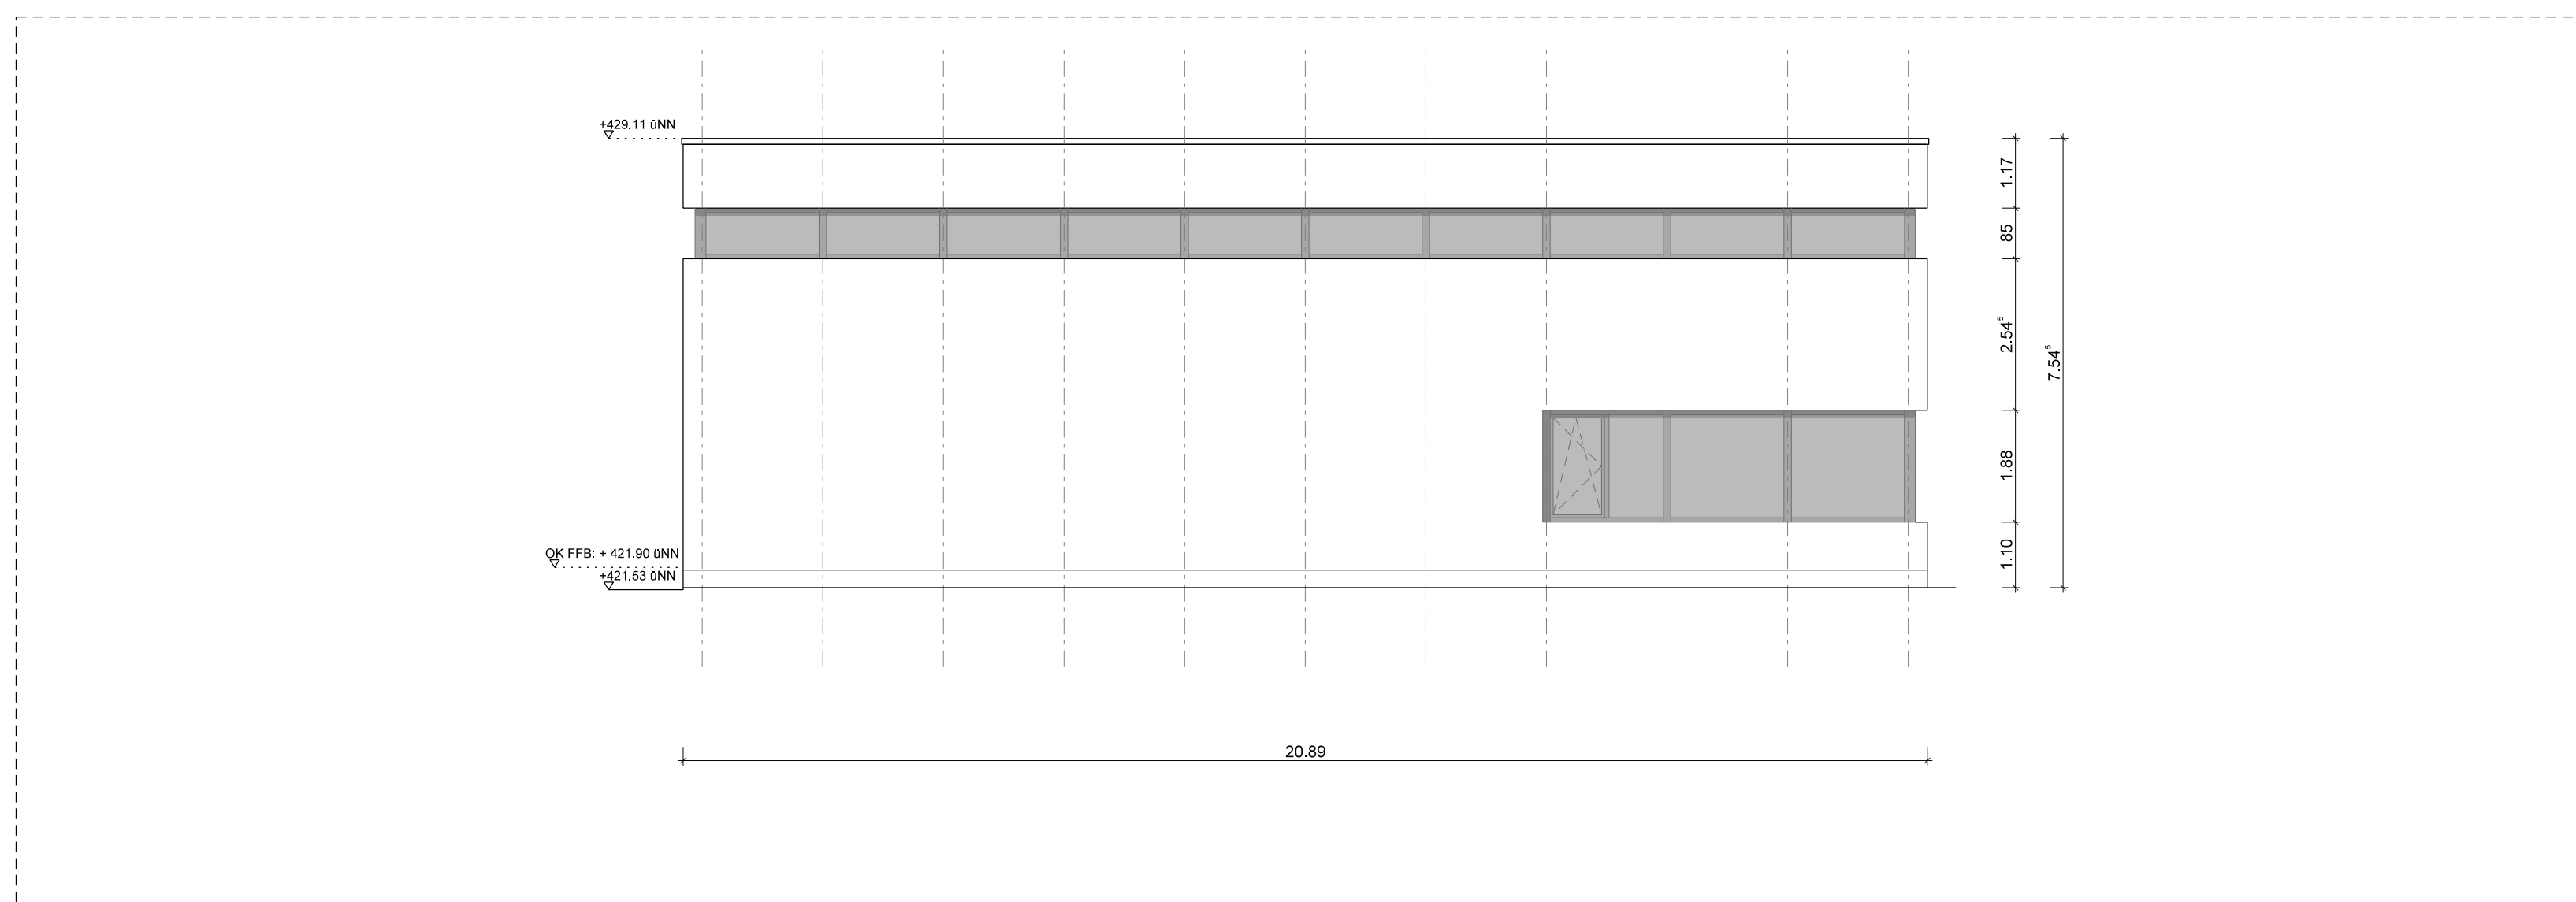 +429.11 üNN
1.17
85
2.54⁵
7.54⁵
1.88
OK FFB: + 421.90 üNN
+421.53 üNN
1.10
20.89